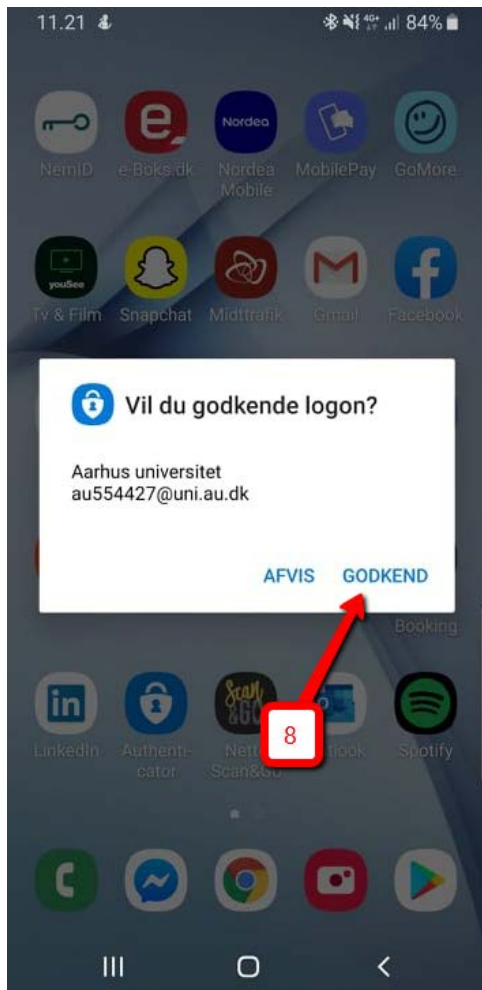 11.21 84%
NemID e-Boks.dk Nordea MobilePay GoMore
Mobile
Nordea
youSee
Tv & Film Snapchat Midttrafik Gmail Facebook
Vil du godkende logon?
Aarhus universitet
au554427@uni.au.dk
AFVIS GODKEND
Booking
8
Scan
LinkedIn Authenti-
cator
Scan&Go
Spotify